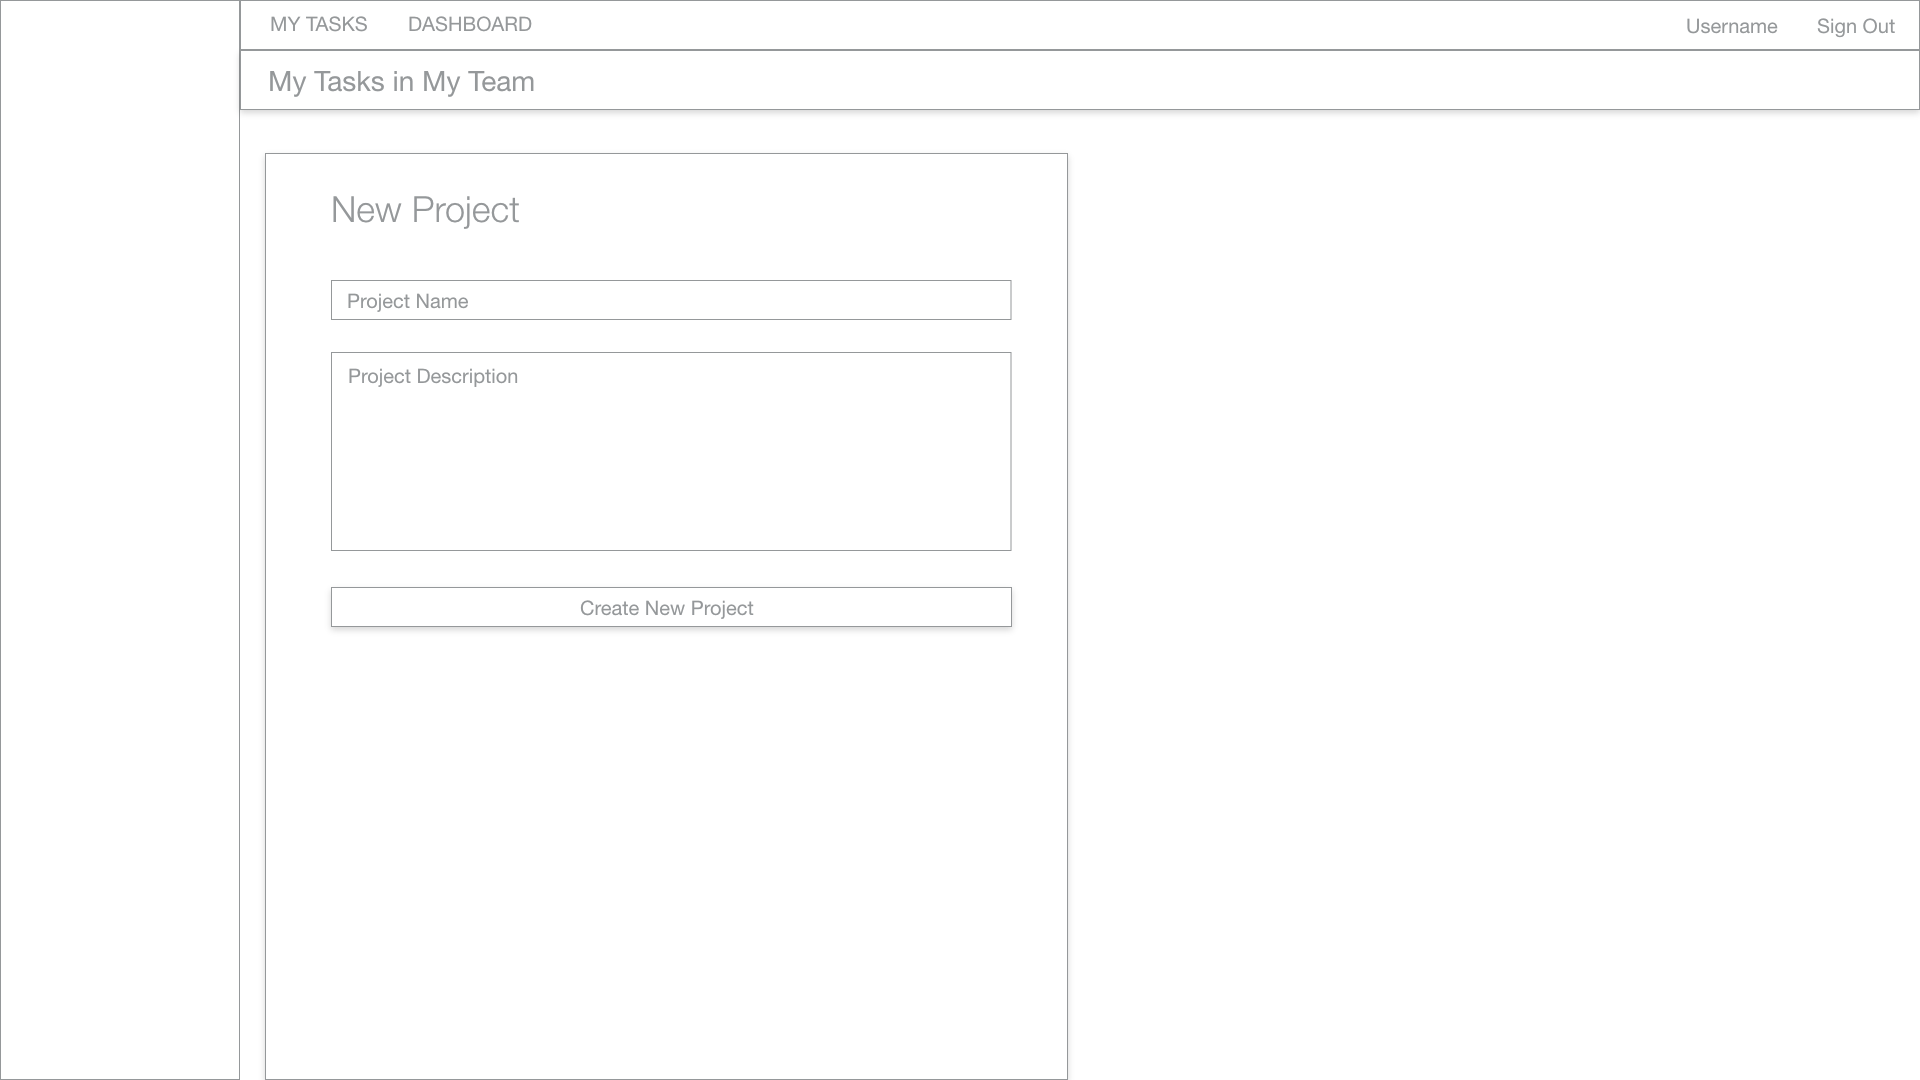 MY TASKS DASHBOARD Username Sign Out
My Tasks in My Team
New Project
Project Name
Project Description
Create New Project